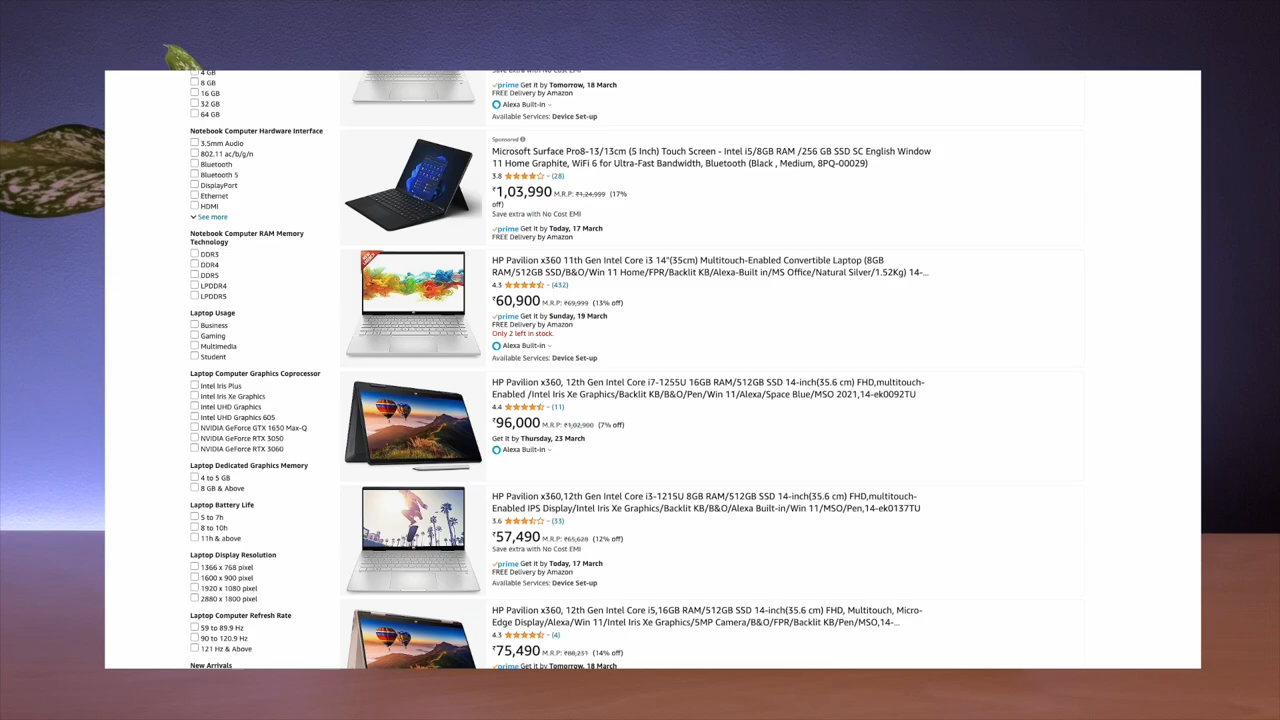 4 GB
8 GB
16 GB
32 GB
64 GB
Notebook Computer Hardware Interface
3.5mm Audio
802.11 ac/b/g/n
Bluetooth
Bluetooth 5
DisplayPort
Ethernet
HDMI
See more
Notebook Computer RAM Memory
Technology
DDR3
DDR4
DDR5
LPDDR4
LPDDR5
Laptop Usage
Business
Gaming
Multimedia
Student
Laptop Computer Graphics Coprocessor
Intel Iris Plus
Intel Iris Xe Graphics
Intel UHD Graphics
Intel UHD Graphics 605
NVIDIA GeForce GTX 1650 Max-Q
NVIDIA GeForce RTX 3050
NVIDIA GeForce RTX 3060
Laptop Dedicated Graphics Memory
4 to 5 GB
8 GB & Above
Laptop Battery Life
5 to 7h
8 to 10h
11h & above
Laptop Display Resolution
1366 x 768 pixel
1600 x 900 pixel
1920 x 1080 pixel
2880 x 1800 pixel
Laptop Computer Refresh Rate
59 to 89.9 Hz
90 to 120.9 Hz
121 Hz & Above
New Arrivals
Save extra with No Cost EMI
prime Get it by Tomorrow, 18 March
FREE Delivery by Amazon
Alexa Built-in
Available Services: Device Set-up
Sponsored
Microsoft Surface Pro8-13/13cm (5 Inch) Touch Screen - Intel i5/8GB RAM /256 GB SSD SC English Window
11 Home Graphite, WiFi 6 for Ultra-Fast Bandwidth, Bluetooth (Black , Medium, 8PQ-00029)
3.8 (28)
₹1,03,990 M.R.P: ₹1,24,999 (17%
off)
Save extra with No Cost EMI
prime Get it by Today, 17 March
FREE Delivery by Amazon
HP Pavilion x360 11th Gen Intel Core i3 14"(35cm) Multitouch-Enabled Convertible Laptop (8GB
RAM/512GB SSD/B&O/Win 11 Home/FPR/Backlit KB/Alexa-Built in/MS Office/Natural Silver/1.52Kg) 14-...
4.3 (432)
₹60,900 M.R.P: ₹69,999 (13% off)
prime Get it by Sunday, 19 March
FREE Delivery by Amazon
Only 2 left in stock.
Alexa Built-in
Available Services: Device Set-up
HP Pavilion x360, 12th Gen Intel Core i7-1255U 16GB RAM/512GB SSD 14-inch(35.6 cm) FHD,multitouch-
Enabled /Intel Iris Xe Graphics/Backlit KB/B&O/Pen/Win 11/Alexa/Space Blue/MSO 2021,14-ek0092TU
4.4 (11)
₹96,000 M.R.P: ₹1,02,900 (7% off)
Get it by Thursday, 23 March
Alexa Built-in
HP Pavilion x360,12th Gen Intel Core i3-1215U 8GB RAM/512GB SSD 14-inch(35.6 cm) FHD,multitouch-
Enabled IPS Display/Intel Iris Xe Graphics/Backlit KB/B&O/Alexa Built-in/Win 11/MSO/Pen,14-ek0137TU
3.6 (33)
₹57,490 M.R.P: ₹65,628 (12% off)
Save extra with No Cost EMI
prime Get it by Today, 17 March
FREE Delivery by Amazon
Available Services: Device Set-up
HP Pavilion x360, 12th Gen Intel Core i5,16GB RAM/512GB SSD 14-inch(35.6 cm) FHD, Multitouch, Micro-
Edge Display/Alexa/Win 11/Intel Iris Xe Graphics/5MP Camera/B&O/FPR/Backlit KB/Pen/MSO,14-...
4.3 (4)
₹75,490 M.R.P: ₹88,231 (14% off)
prime Get it by Tomorrow, 18 March